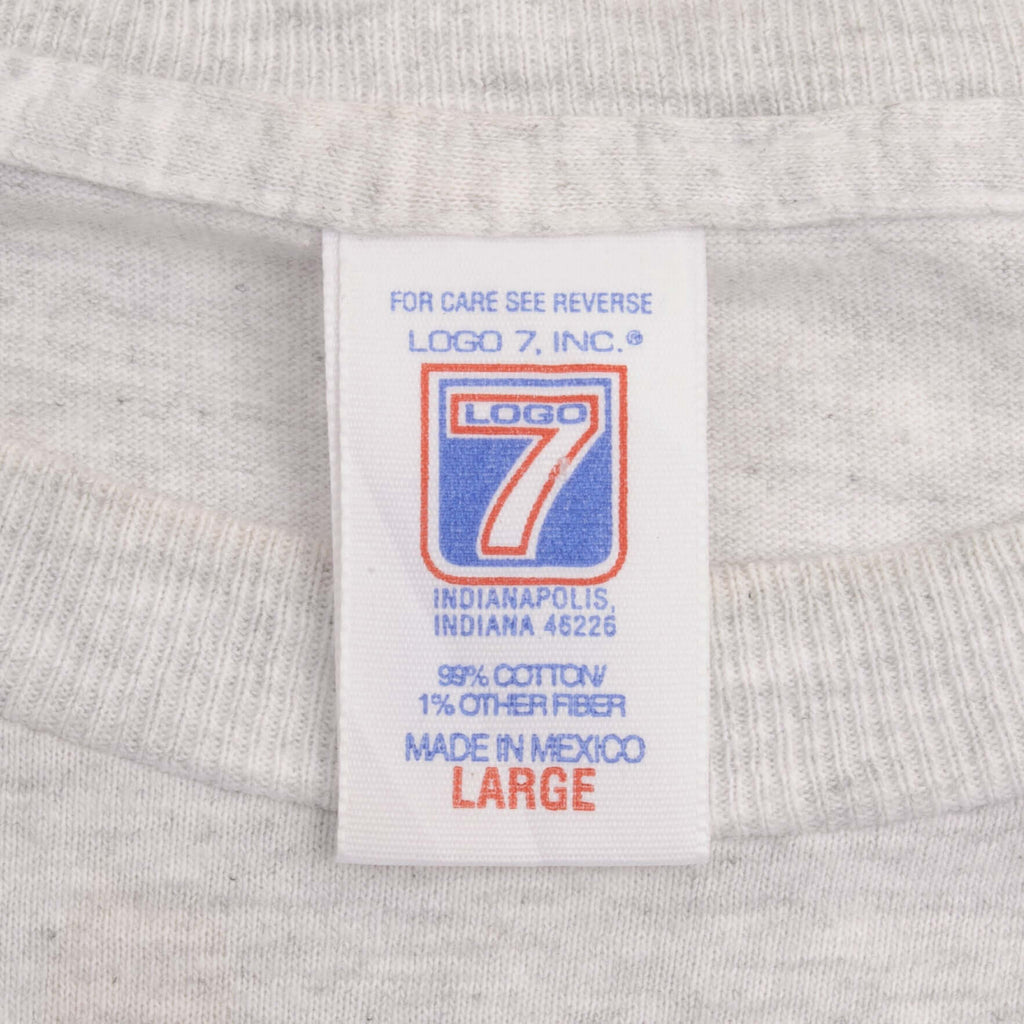 FOR CARE SEE REVERSE
LOGO 7, INC.®
LOGO
7
INDIANAPOLIS,
INDIANA 46226
99% COTTON/
1% OTHER FIBER
MADE IN MEXICO
LARGE